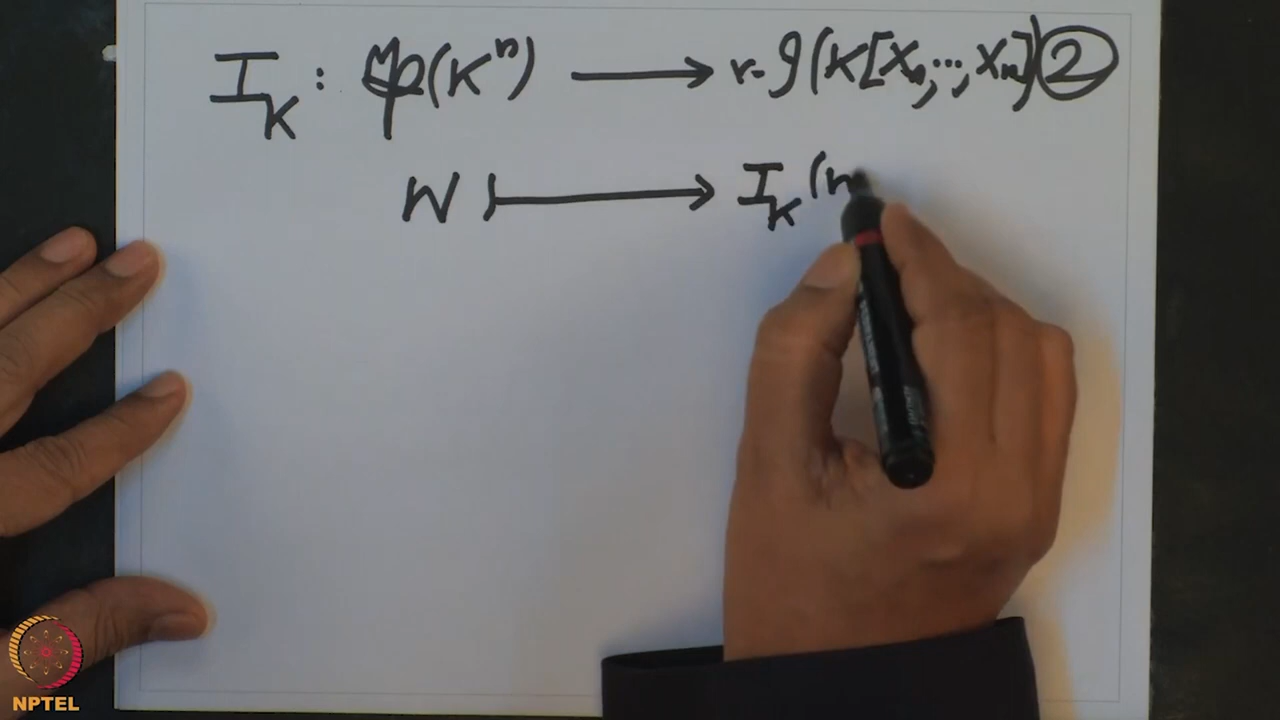 I_K : 𝔓(K^n) ⟶ r-𝒥(K[X_1,…,X_n]) ②
W ⟼ I_K(W
NPTEL